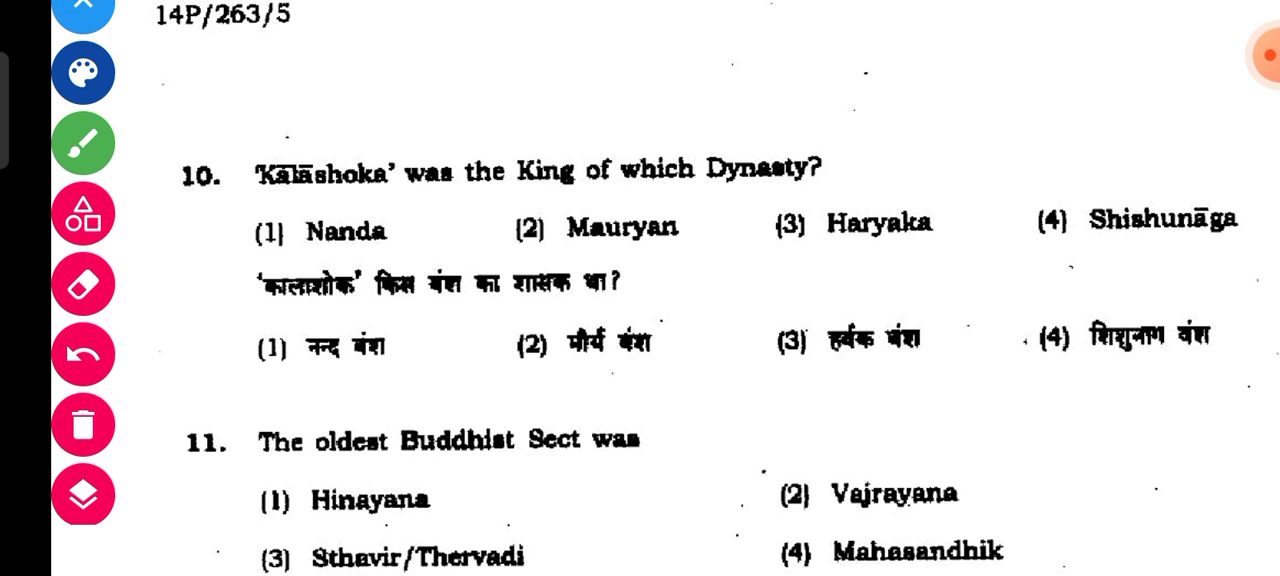 14P/263/5
10. 'Kālāshoka' was the King of which Dynasty?
(1) Nanda (2) Mauryan (3) Haryaka (4) Shishunāga
'कालाशोक' किस वंश का शासक था?
(1) नन्द वंश (2) मौर्य वंश (3) हर्यक वंश (4) शिशुनाग वंश
11. The oldest Buddhist Sect was
(1) Hinayana (2) Vajrayana
(3) Sthavir/Thervadi (4) Mahasandhik